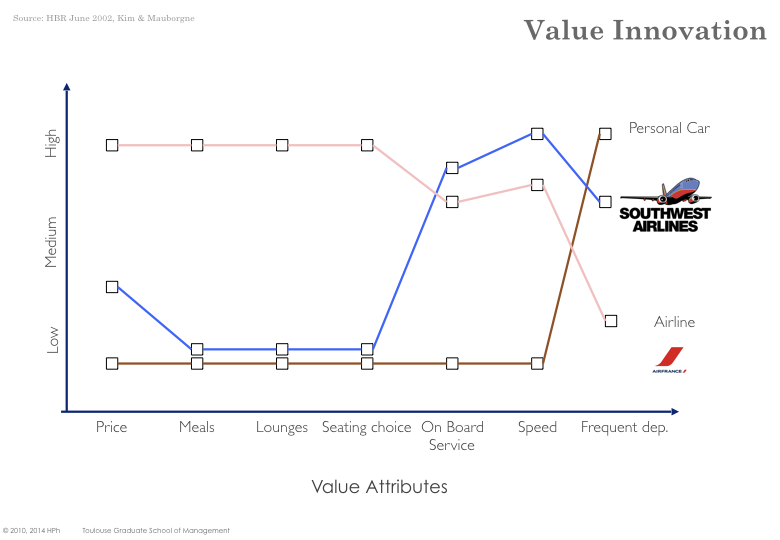 Source: HBR June 2002, Kim & Mauborgne
Value Innovation
High
Medium
Low
Personal Car
SOUTHWEST
AIRLINES
Airline
AIRFRANCE
Price
Meals
Lounges
Seating choice
On Board
Service
Speed
Frequent dep.
Value Attributes
© 2010, 2014 HPh
Toulouse Graduate School of Management